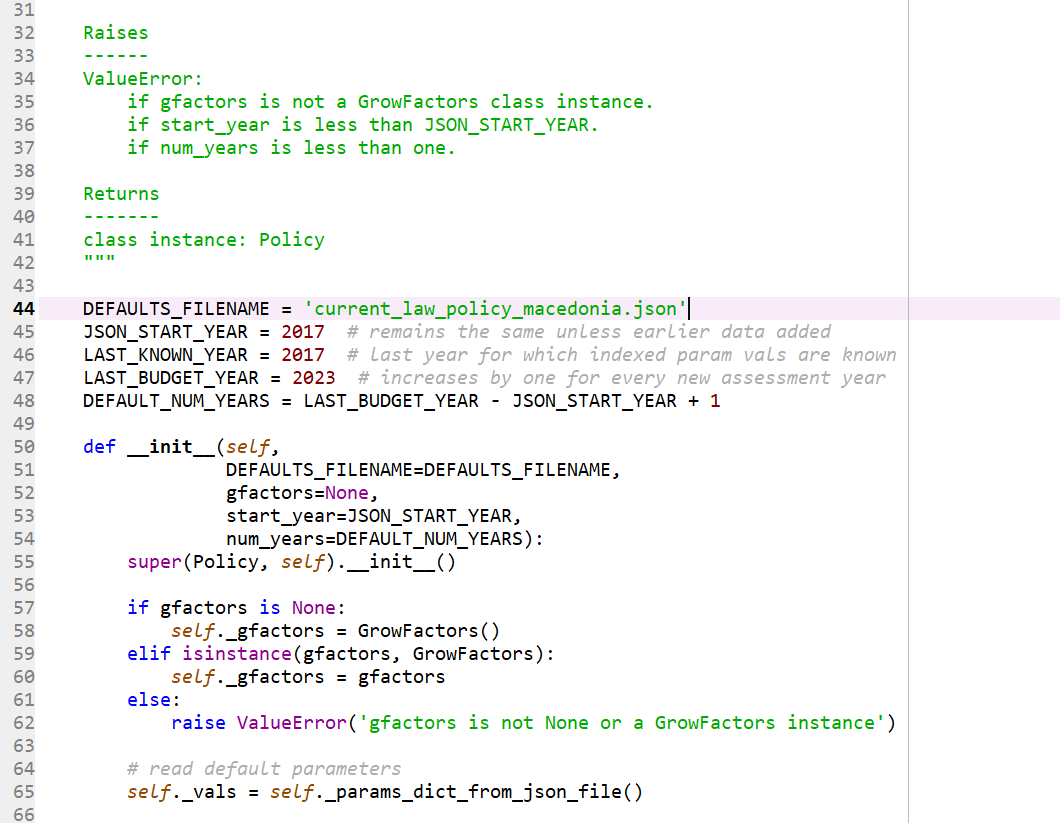 31
32 Raises
33 ------
34 ValueError:
35 if gfactors is not a GrowFactors class instance.
36 if start_year is less than JSON_START_YEAR.
37 if num_years is less than one.
38
39 Returns
40 -------
41 class instance: Policy
42 """
43
44 DEFAULTS_FILENAME = 'current_law_policy_macedonia.json'
45 JSON_START_YEAR = 2017  # remains the same unless earlier data added
46 LAST_KNOWN_YEAR = 2017  # last year for which indexed param vals are known
47 LAST_BUDGET_YEAR = 2023  # increases by one for every new assessment year
48 DEFAULT_NUM_YEARS = LAST_BUDGET_YEAR - JSON_START_YEAR + 1
49
50 def __init__(self,
51 DEFAULTS_FILENAME=DEFAULTS_FILENAME,
52 gfactors=None,
53 start_year=JSON_START_YEAR,
54 num_years=DEFAULT_NUM_YEARS):
55 super(Policy, self).__init__()
56
57 if gfactors is None:
58 self._gfactors = GrowFactors()
59 elif isinstance(gfactors, GrowFactors):
60 self._gfactors = gfactors
61 else:
62 raise ValueError('gfactors is not None or a GrowFactors instance')
63
64 # read default parameters
65 self._vals = self._params_dict_from_json_file()
66